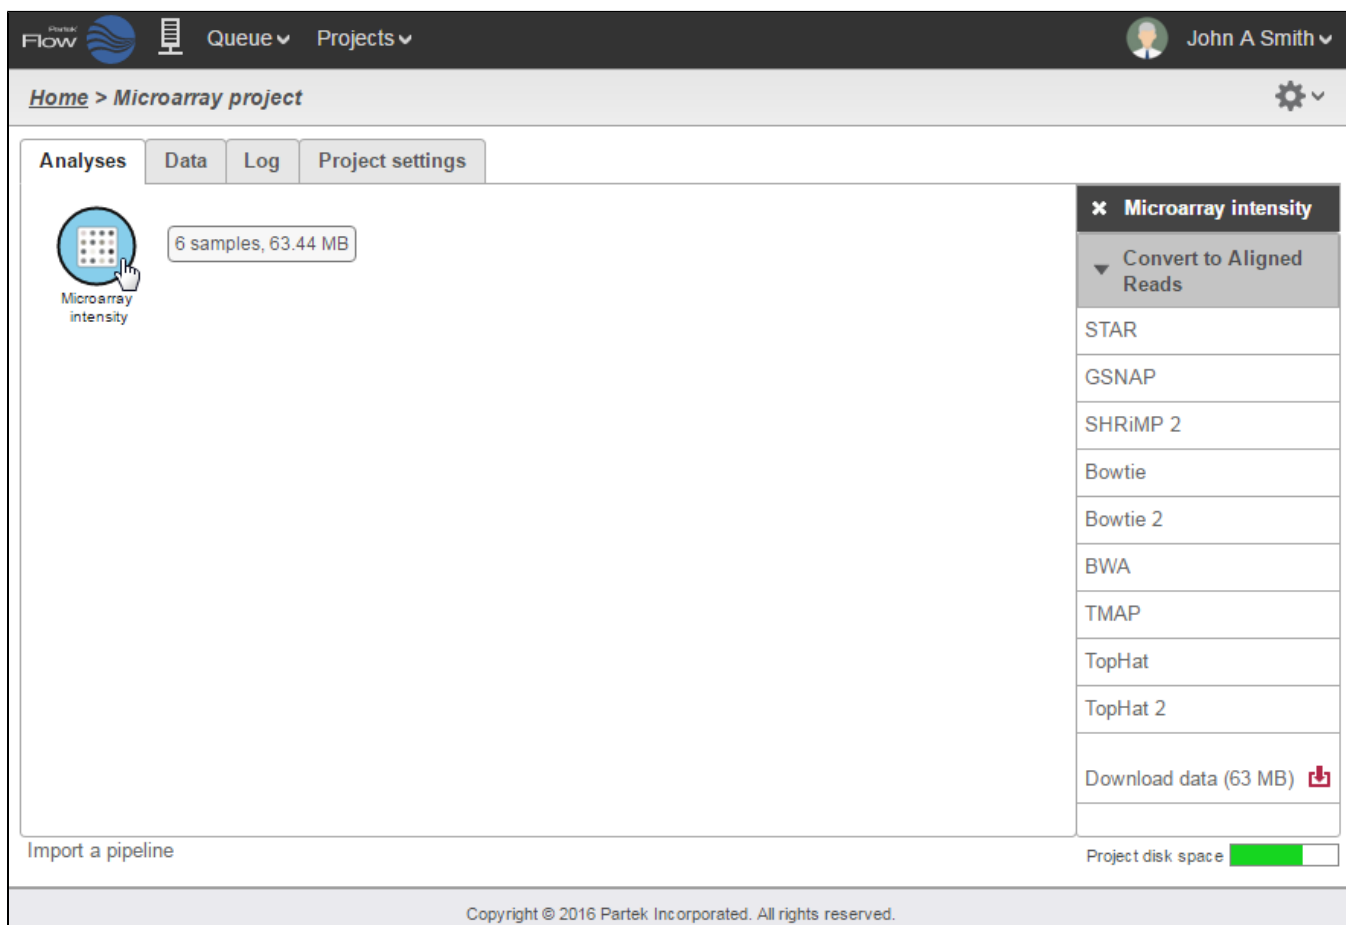 Partek
Flow
Queue Projects John A Smith
Home > Microarray project
Analyses Data Log Project settings
Microarray intensity
6 samples, 63.44 MB
Microarray
intensity
Convert to Aligned
Reads
STAR
GSNAP
SHRiMP 2
Bowtie
Bowtie 2
BWA
TMAP
TopHat
TopHat 2
Download data (63 MB)
Import a pipeline
Project disk space
Copyright © 2016 Partek Incorporated. All rights reserved.